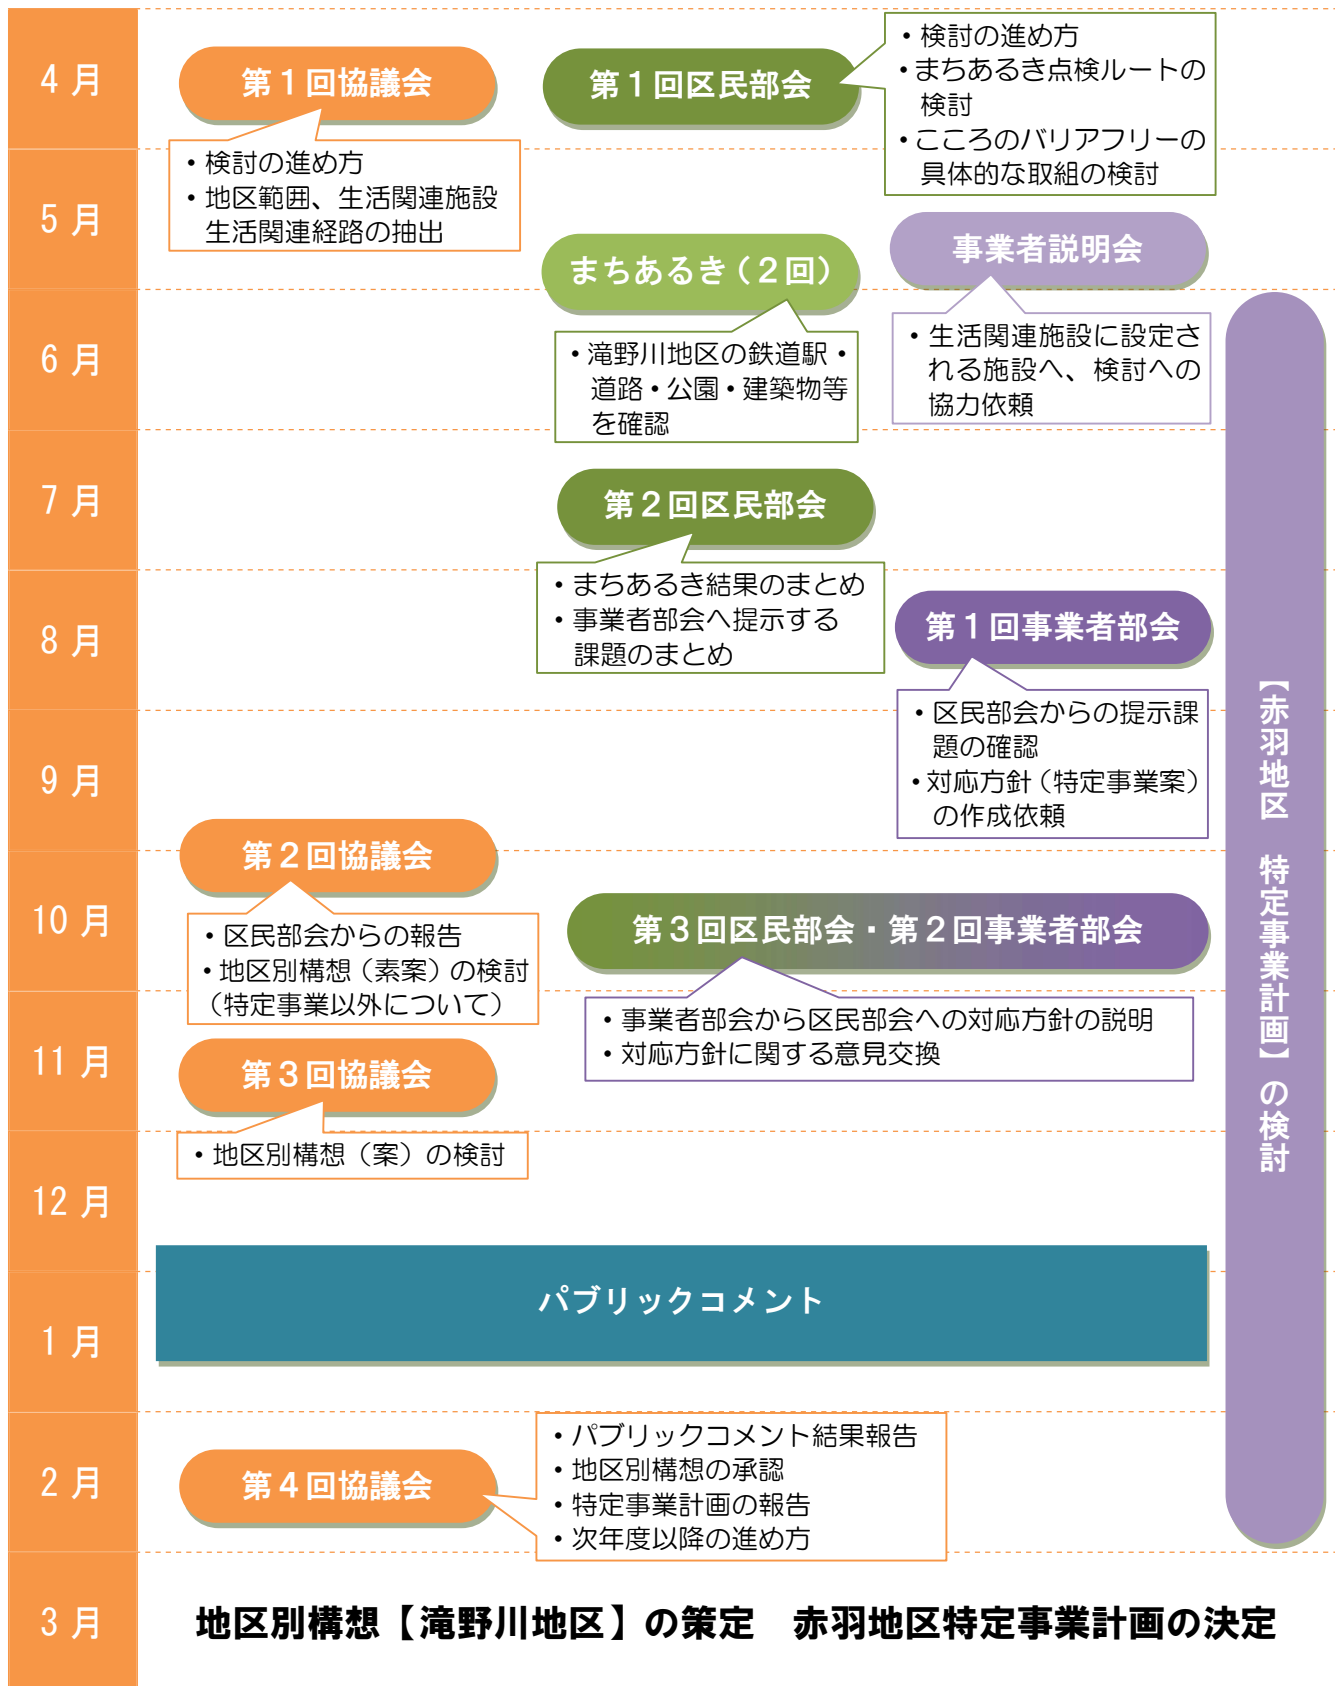 4月
第1回協議会
・検討の進め方
・地区範囲、生活関連施設
生活関連経路の抽出
第1回区民部会
・検討の進め方
・まちあるき点検ルートの
検討
・こころのバリアフリーの
具体的な取組の検討
5月
まちあるき（2回）
・滝野川地区の鉄道駅・
道路・公園・建築物等
を確認
事業者説明会
・生活関連施設に設定さ
れる施設へ、検討への
協力依頼
6月
7月
第2回区民部会
・まちあるき結果のまとめ
・事業者部会へ提示する
課題のまとめ
8月
第1回事業者部会
・区民部会からの提示課
題の確認
・対応方針（特定事業案）
の作成依頼
9月
第2回協議会
・区民部会からの報告
・地区別構想（素案）の検討
（特定事業以外について）
10月
第3回区民部会・第2回事業者部会
・事業者部会から区民部会への対応方針の説明
・対応方針に関する意見交換
11月
第3回協議会
・地区別構想（案）の検討
12月
パブリックコメント
1月
2月
第4回協議会
・パブリックコメント結果報告
・地区別構想の承認
・特定事業計画の報告
・次年度以降の進め方
【赤羽地区　特定事業計画】の検討
3月
地区別構想【滝野川地区】の策定　赤羽地区特定事業計画の決定